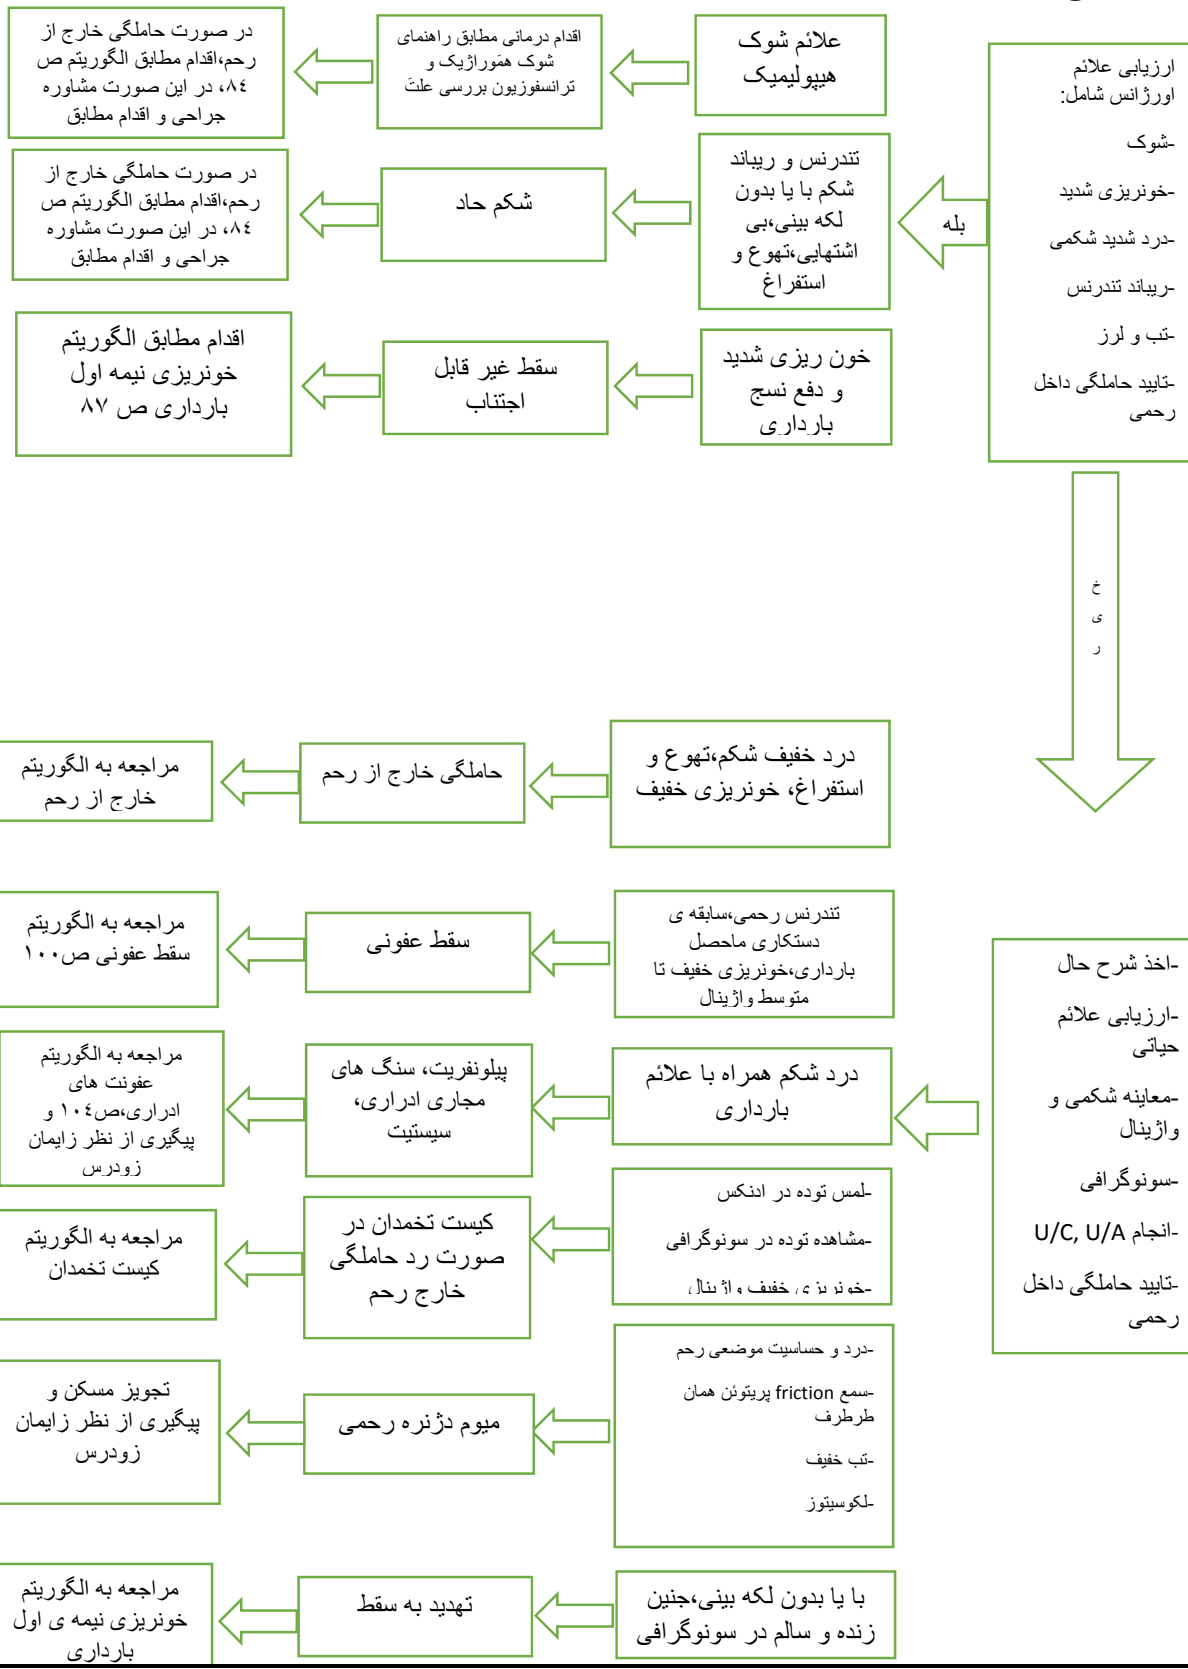 ارزیابی علائم
اورژانس شامل:
-شوک
-خونریزی شدید
-درد شدید شکمی
-ریباند تندرنس
-تب و لرز
-تایید حاملگی داخل
رحمی
بله
علائم شوک
هیپولیمیک
اقدام درمانی مطابق راهنمای
شوک همَوراژیک و
ترانسفوزیون بررسی علتَ
در صورت حاملگی خارج از
رحم،اقدام مطابق الگوریتم ص
٨٤، در این صورت مشاوره
جراحی و اقدام مطابق
تندرنس و ریباند
شکم با یا بدون
لکه بینی،بی
اشتهایی،تهوع و
استفراغ
شکم حاد
در صورت حاملگی خارج از
رحم،اقدام مطابق الگوریتم ص
٨٤، در این صورت مشاوره
جراحی و اقدام مطابق
خون ریزی شدید
و دفع نسج
بارداری
سقط غیر قابل
اجتناب
اقدام مطابق الگوریتم
خونریزی نیمه اول
بارداری ص ٨٧
خ
ی
ر
-اخذ شرح حال
-ارزیابی علائم
حیاتی
-معاینه شکمی و
واژینال
-سونوگرافی
-انجام U/C, U/A
-تایید حاملگی داخل
رحمی
درد خفیف شکم،تهوع و
استفراغ، خونریزی خفیف
حاملگی خارج از رحم
مراجعه به الگوریتم
خارج از رحم
تندرنس رحمی،سابقه ی
دستکاری ماحصل
بارداری،خونریزی خفیف تا
متوسط واژینال
سقط عفونی
مراجعه به الگوریتم
سقط عفونی ص١٠٠
درد شکم همراه با علائم
بارداری
پیلونفریت، سنگ های
مجاری ادراری،
سیستیت
مراجعه به الگوریتم
عفونت های
ادراری،ص١٠٤ و
پیگیری از نظر زایمان
زودرس
-لمس توده در ادنکس
-مشاهده توده در سونوگرافی
-خونریزی خفیف واژینال
کیست تخمدان در
صورت رد حاملگی
خارج رحم
مراجعه به الگوریتم
کیست تخمدان
-درد و حساسیت موضعی رحم
-سمع friction پریتوئن همان
طرطرف
-تب خفیف
-لکوسیتوز
میوم دژنره رحمی
تجویز مسکن و
پیگیری از نظر زایمان
زودرس
با یا بدون لکه بینی،جنین
زنده و سالم در سونوگرافی
تهدید به سقط
مراجعه به الگوریتم
خونریزی نیمه ی اول
بارداری